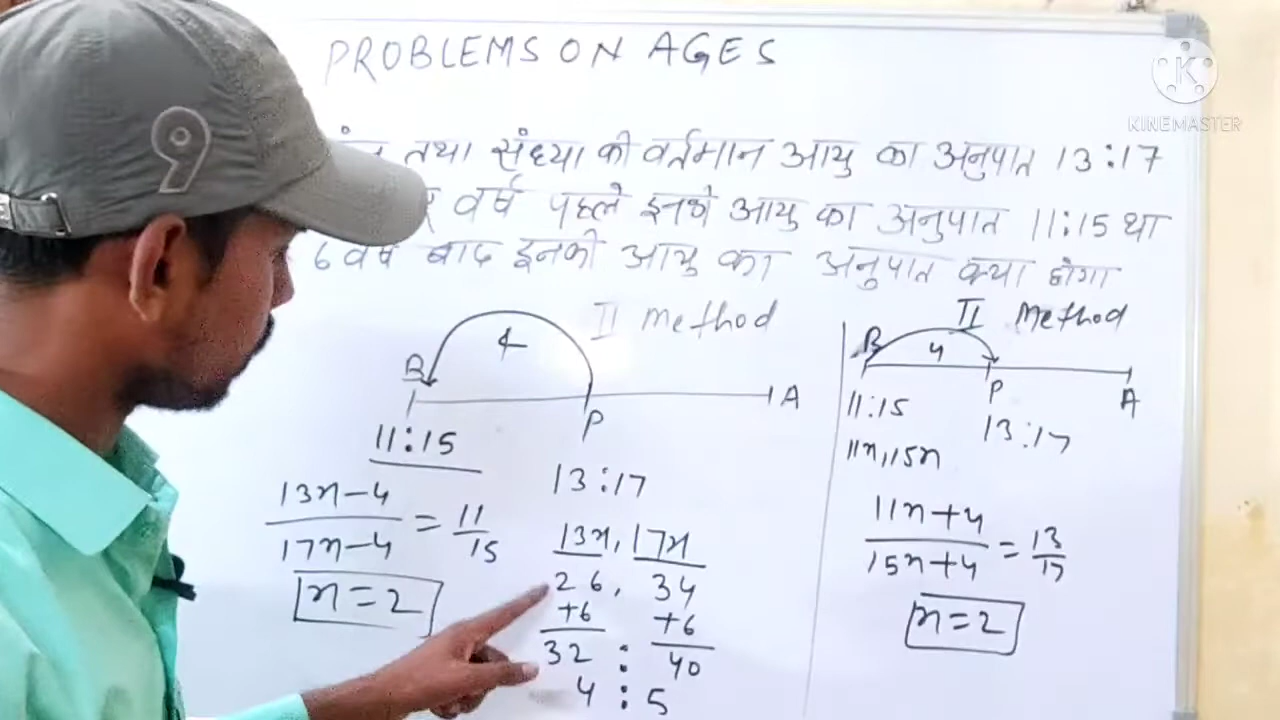 PROBLEMS ON AGES
तथा संध्या की वर्तमान आयु का अनुपात 13:17
वर्ष पहले इनके आयु का अनुपात 11:15 था
6 वर्ष बाद इनकी आयु का अनुपात क्या होगा
II Method
4
B
P
A
11:15
13:17
13x-4
17x-4
= 11
15
x=2
13x, 17x
26, 34
+6 +6
32 : 40
4 : 5
II Method
B
4
P
A
11:15
13:17
11x, 15x
11x+4
15x+4
= 13
17
x=2
9
K
KINEMASTER